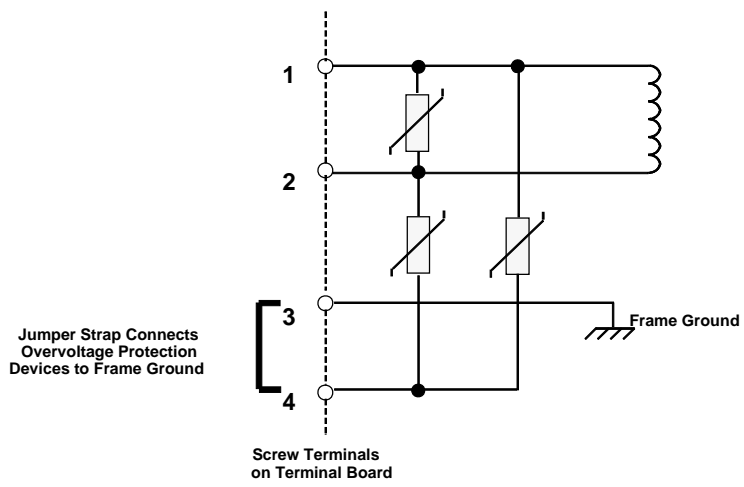 1
2
3
Frame Ground
Jumper Strap Connects
Overvoltage Protection
Devices to Frame Ground
4
Screw Terminals
on Terminal Board